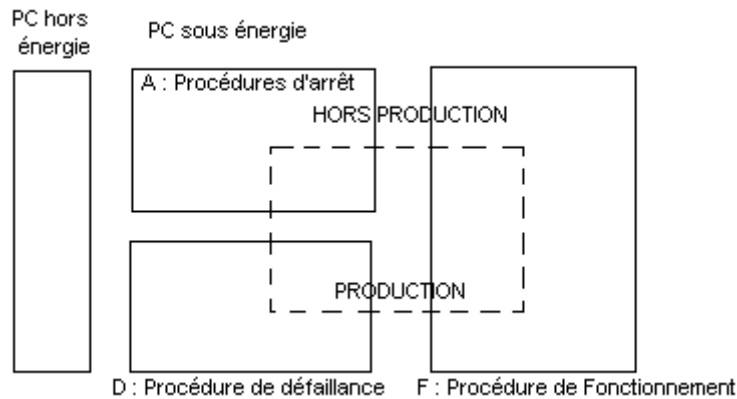 PC hors
énergie
PC sous énergie
A : Procédures d'arrêt
HORS PRODUCTION
PRODUCTION
D : Procédure de défaillance
F : Procédure de Fonctionnement